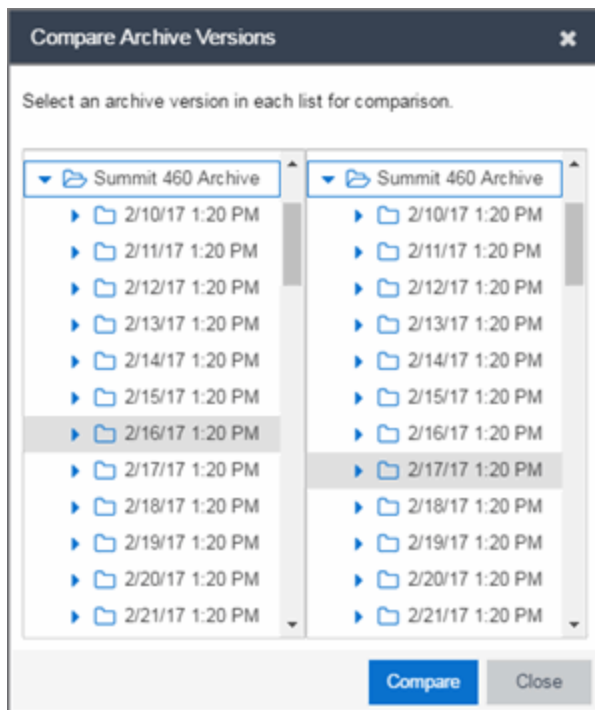 Compare Archive Versions
Select an archive version in each list for comparison.
Summit 460 Archive
2/10/17 1:20 PM
2/11/17 1:20 PM
2/12/17 1:20 PM
2/13/17 1:20 PM
2/14/17 1:20 PM
2/15/17 1:20 PM
2/16/17 1:20 PM
2/17/17 1:20 PM
2/18/17 1:20 PM
2/19/17 1:20 PM
2/20/17 1:20 PM
2/21/17 1:20 PM
Summit 460 Archive
2/10/17 1:20 PM
2/11/17 1:20 PM
2/12/17 1:20 PM
2/13/17 1:20 PM
2/14/17 1:20 PM
2/15/17 1:20 PM
2/16/17 1:20 PM
2/17/17 1:20 PM
2/18/17 1:20 PM
2/19/17 1:20 PM
2/20/17 1:20 PM
2/21/17 1:20 PM
Compare
Close